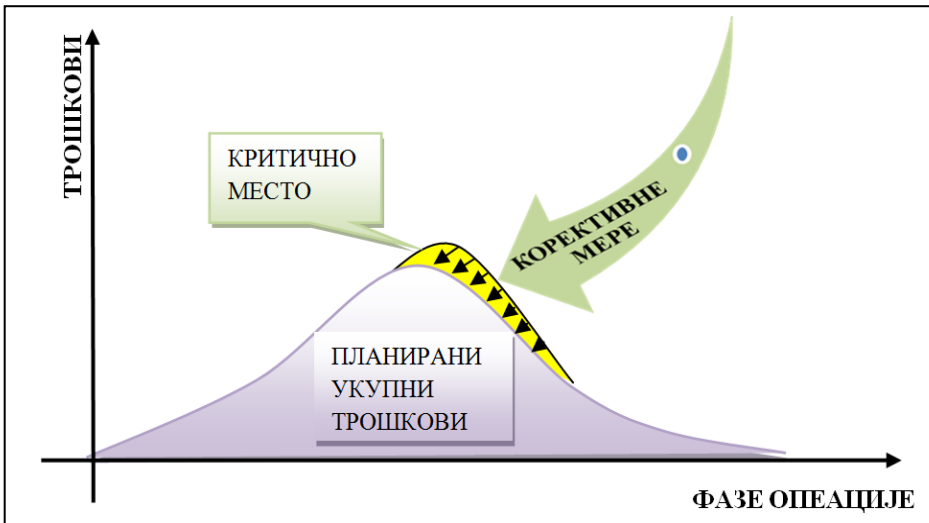 ТРОШКОВИ
КРИТИЧНО
МЕСТО
КОРЕКТИВНЕ
МЕРЕ
ПЛАНИРАНИ
УКУПНИ
ТРОШКОВИ
ФАЗЕ ОПЕАЦИЈЕ